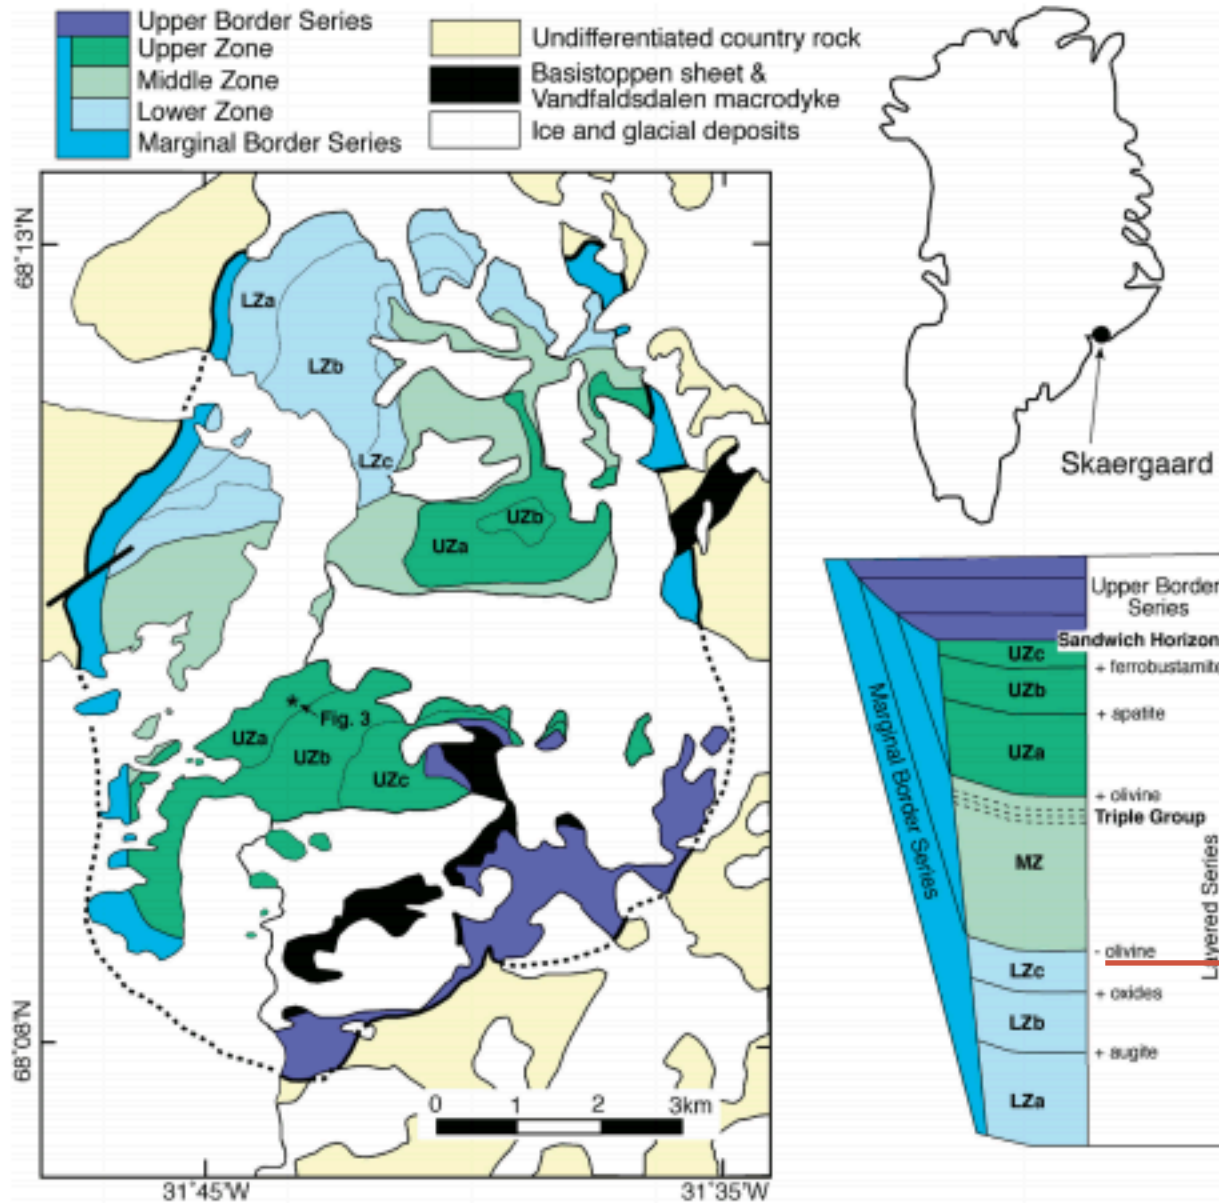 Upper Border Series
Upper Zone
Middle Zone
Lower Zone
Marginal Border Series
Undifferentiated country rock
Basistoppen sheet &
Vandfaldsdalen macrodyke
Ice and glacial deposits
68°13'N
68°08'N
31°45'W
31°35'W
LZa
LZb
LZc
UZb
UZa
Fig. 3
UZa
UZb
UZc
0 1 2 3km
Skaergaard
Upper Border
Series
Sandwich Horizon
UZc
+ ferrobustamite
UZb
+ apatite
UZa
+ olivine
Triple Group
MZ
- olivine
LZc
+ oxides
LZb
+ augite
LZa
Marginal Border Series
Layered Series